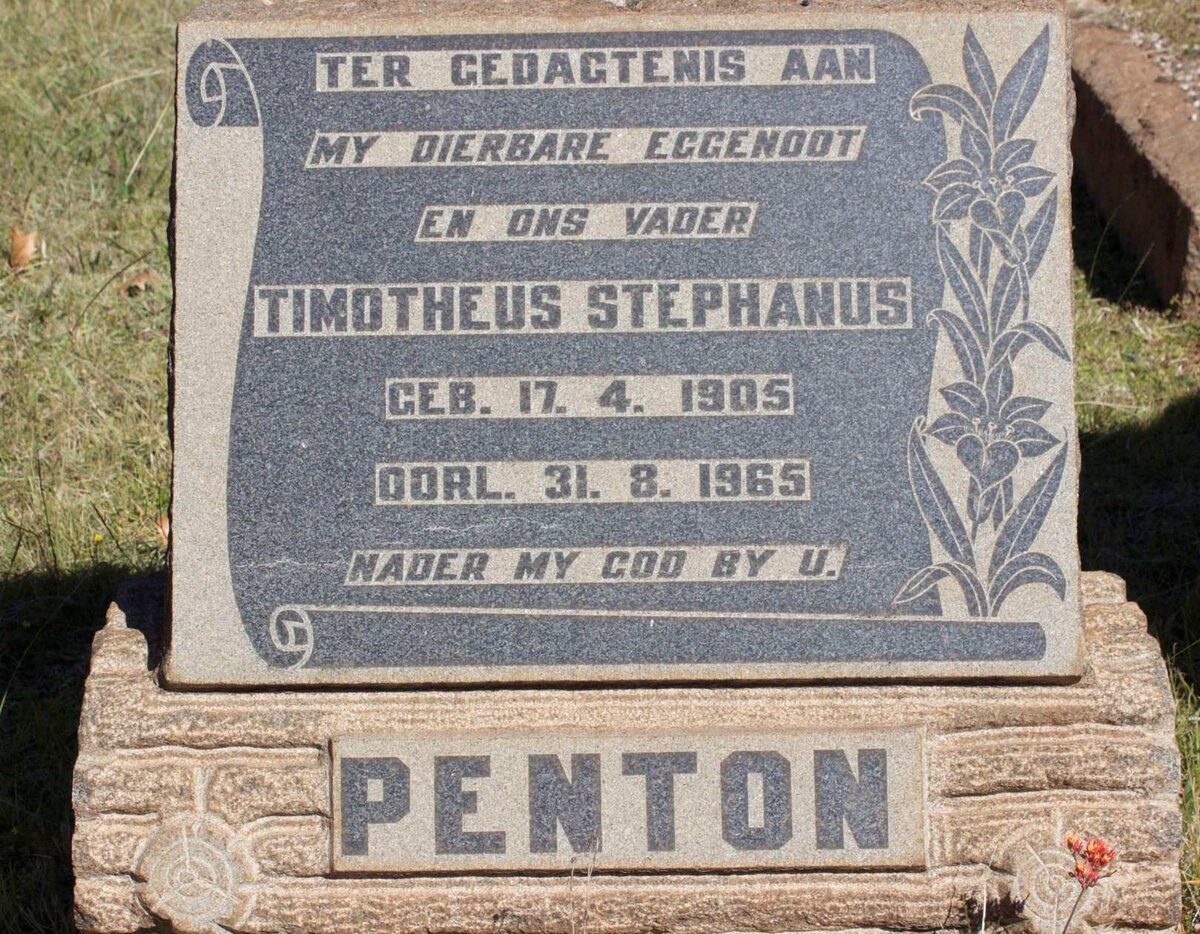 TER GEDAGTENIS AAN
MY DIERBARE EGGENOOT
EN ONS VADER
TIMOTHEUS STEPHANUS
GEB. 17. 4. 1905
OORL. 31. 8. 1965
NADER MY GOD BY U.
PENTON